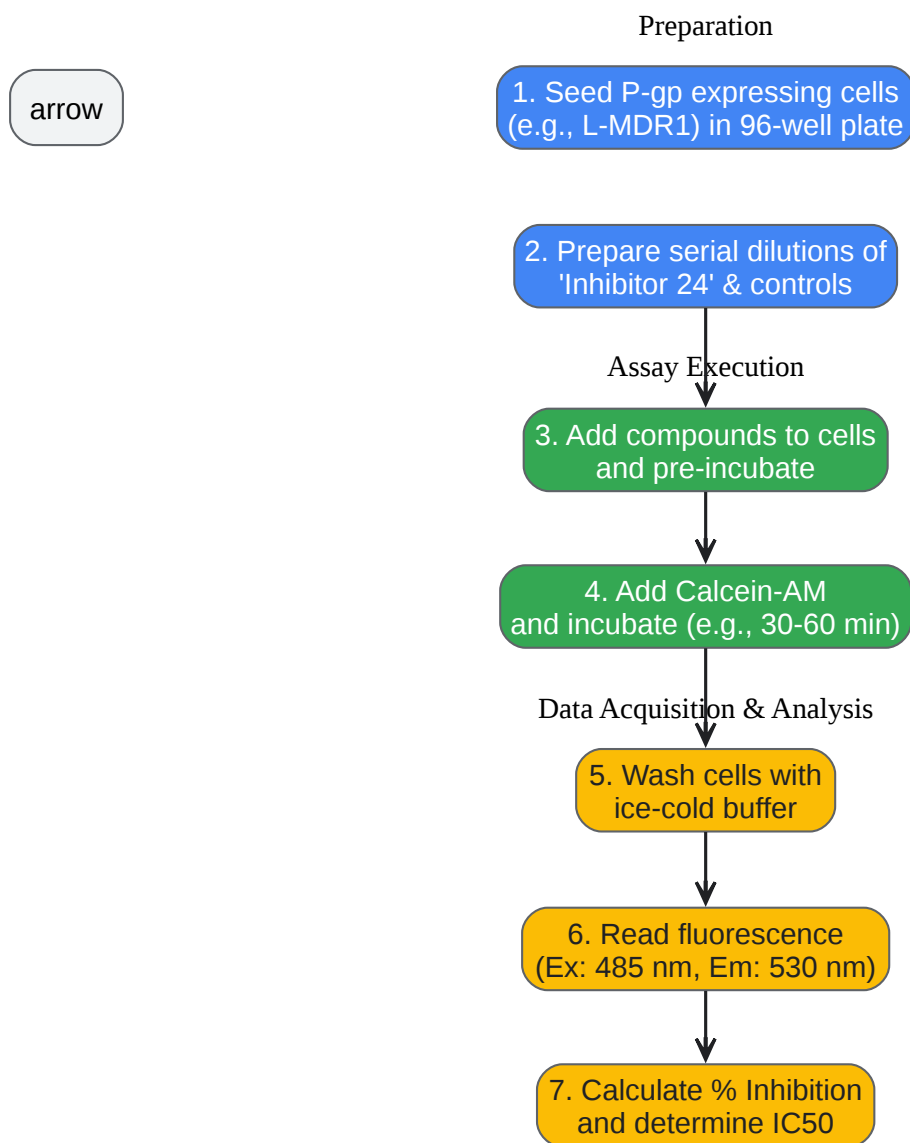 Preparation
arrow
1. Seed P-gp expressing cells
(e.g., L-MDR1) in 96-well plate
2. Prepare serial dilutions of
'Inhibitor 24' & controls
Assay Execution
3. Add compounds to cells
and pre-incubate
4. Add Calcein-AM
and incubate (e.g., 30-60 min)
Data Acquisition & Analysis
5. Wash cells with
ice-cold buffer
6. Read fluorescence
(Ex: 485 nm, Em: 530 nm)
7. Calculate % Inhibition
and determine IC50